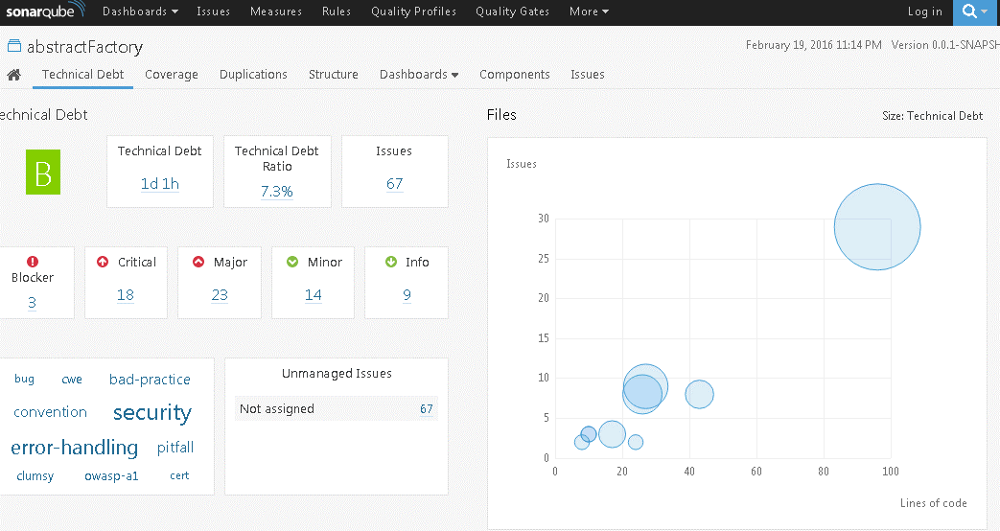 sonarqube Dashboards Issues Measures Rules Quality Profiles Quality Gates More Log in
abstractFactory February 19, 2016 11:14 PM Version 0.0.1-SNAPSH
Technical Debt Coverage Duplications Structure Dashboards Components Issues
echnical Debt
B
Technical Debt
1d 1h
Technical Debt
Ratio
7.3%
Issues
67
Blocker
3
Critical
18
Major
23
Minor
14
Info
9
bug cwe bad-practice
convention security
error-handling pitfall
clumsy owasp-a1 cert
Unmanaged Issues
Not assigned 67
Files Size: Technical Debt
Issues
30
25
20
15
10
5
0
0 20 40 60 80 100
Lines of code